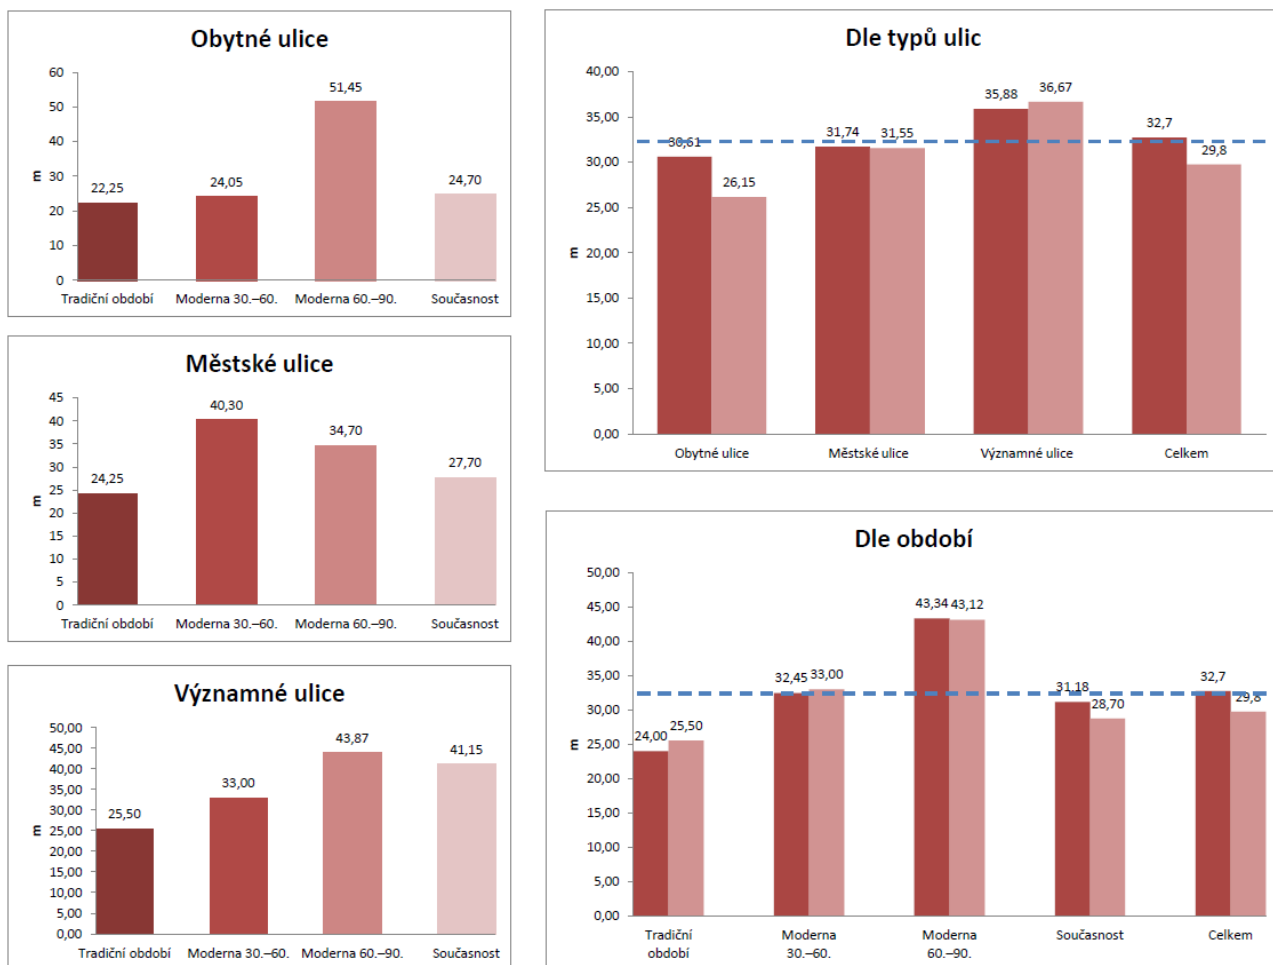 Obytné ulice
60
50
40
30
20
10
0
m
22,25
24,05
51,45
24,70
Tradiční období
Moderna 30.–60.
Moderna 60.–90.
Současnost
Městské ulice
45
40
35
30
25
20
15
10
5
0
m
24,25
40,30
34,70
27,70
Tradiční období
Moderna 30.–60.
Moderna 60.–90.
Současnost
Významné ulice
50,00
45,00
40,00
35,00
30,00
25,00
20,00
15,00
10,00
5,00
0,00
m
25,50
33,00
43,87
41,15
Tradiční období
Moderna 30.–60.
Moderna 60.–90.
Současnost
Dle typů ulic
40,00
35,00
30,00
25,00
20,00
15,00
10,00
5,00
0,00
m
30,61
26,15
31,74
31,55
35,88
36,67
32,7
29,8
Obytné ulice
Městské ulice
Významné ulice
Celkem
Dle období
50,00
45,00
40,00
35,00
30,00
25,00
20,00
15,00
10,00
5,00
0,00
m
24,00
25,50
32,45
33,00
43,34
43,12
31,18
28,70
32,7
29,8
Tradiční
období
Moderna
30.–60.
Moderna
60.–90.
Současnost
Celkem